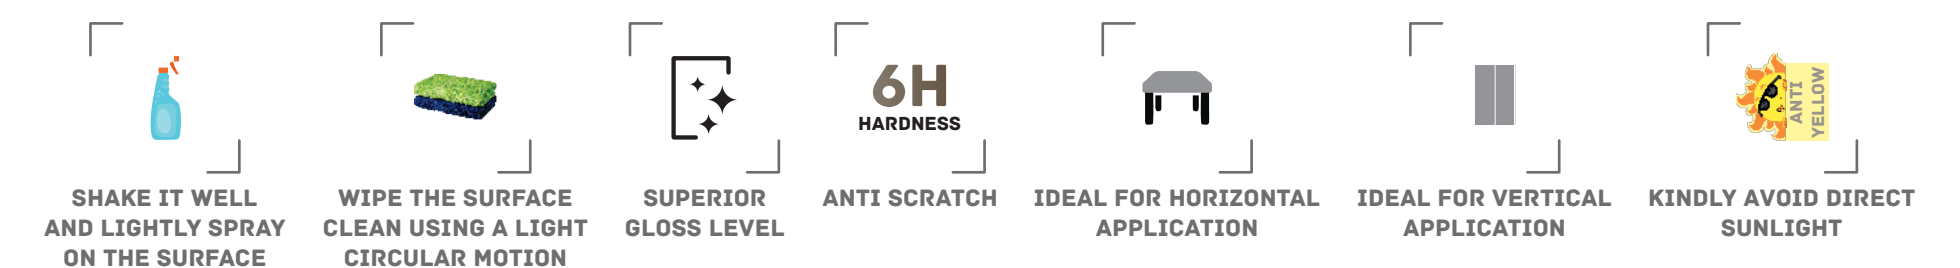 SHAKE IT WELL
AND LIGHTLY SPRAY
ON THE SURFACE
WIPE THE SURFACE
CLEAN USING A LIGHT
CIRCULAR MOTION
SUPERIOR
GLOSS LEVEL
6H
HARDNESS
ANTI SCRATCH
IDEAL FOR HORIZONTAL
APPLICATION
IDEAL FOR VERTICAL
APPLICATION
ANTI
YELLOW
KINDLY AVOID DIRECT
SUNLIGHT